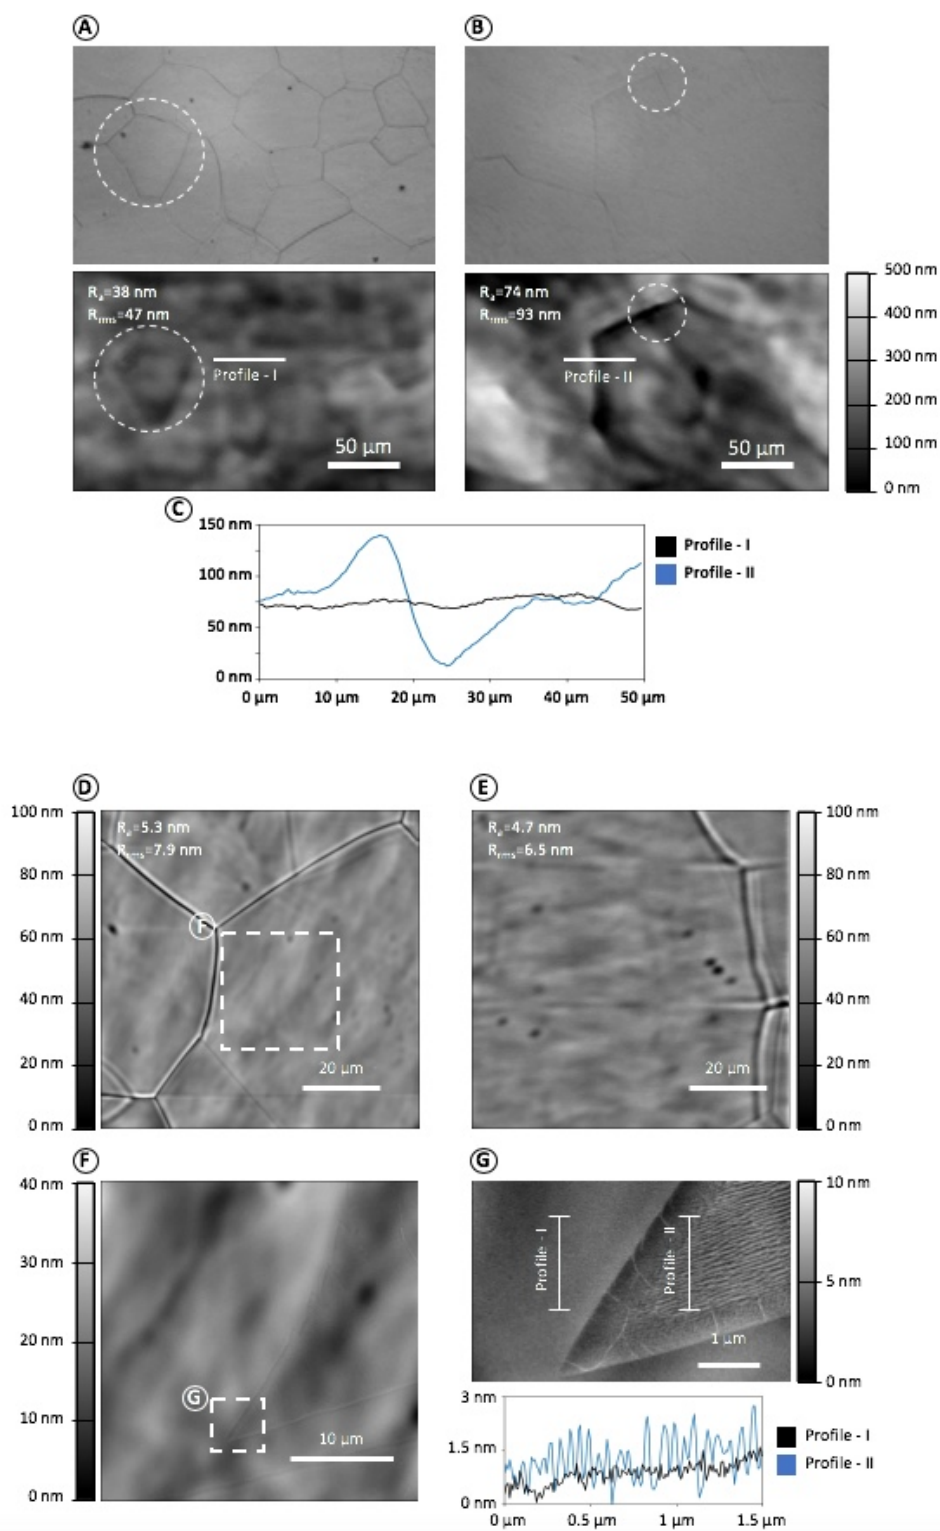 A
B
Ra=38 nm
Rrms=47 nm
Profile - I
50 µm
Ra=74 nm
Rrms=93 nm
Profile - II
50 µm
500 nm
400 nm
300 nm
200 nm
100 nm
0 nm
C
150 nm
100 nm
50 nm
0 nm
0 µm 10 µm 20 µm 30 µm 40 µm 50 µm
Profile - I
Profile - II
D
100 nm
80 nm
60 nm
40 nm
20 nm
0 nm
Ra=5.3 nm
Rrms=7.9 nm
F
20 µm
E
Ra=4.7 nm
Rrms=6.5 nm
20 µm
100 nm
80 nm
60 nm
40 nm
20 nm
0 nm
F
40 nm
30 nm
20 nm
10 nm
0 nm
G
10 µm
G
Profile - I
Profile - II
1 µm
10 nm
5 nm
0 nm
3 nm
1.5 nm
0 nm
0 µm 0.5 µm 1 µm 1.5 µm
Profile - I
Profile - II